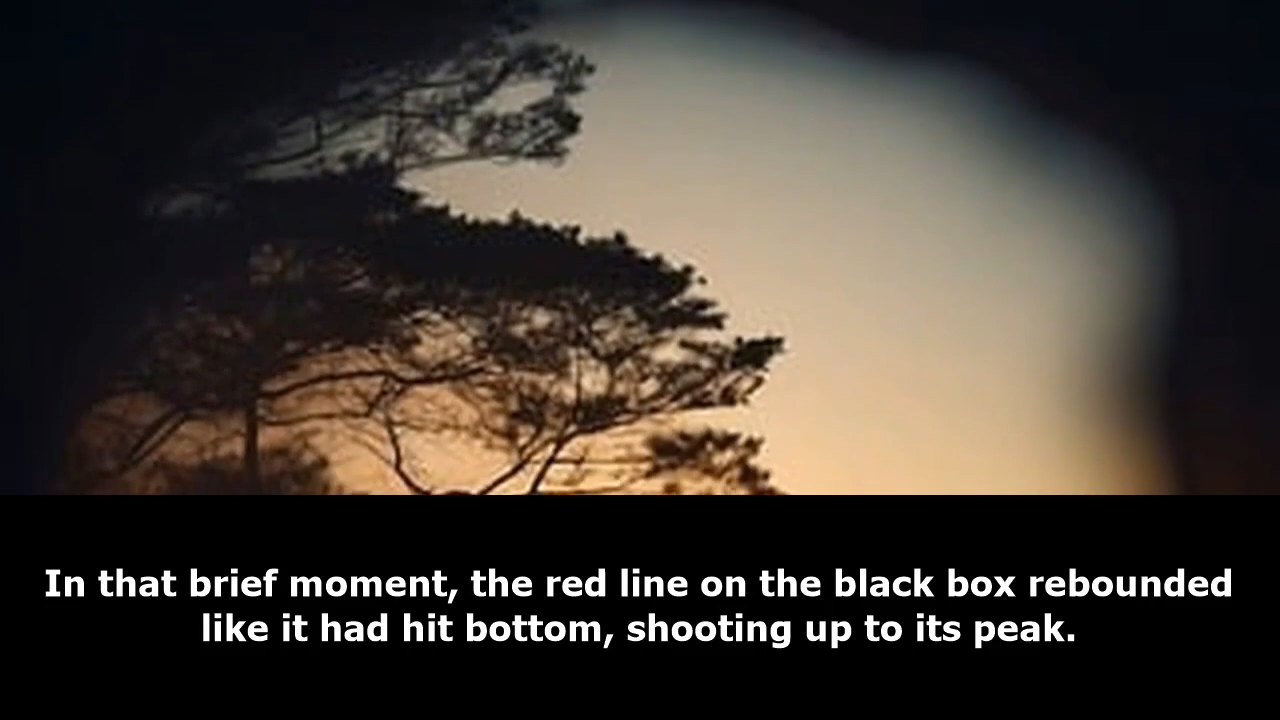 In that brief moment, the red line on the black box rebounded
like it had hit bottom, shooting up to its peak.